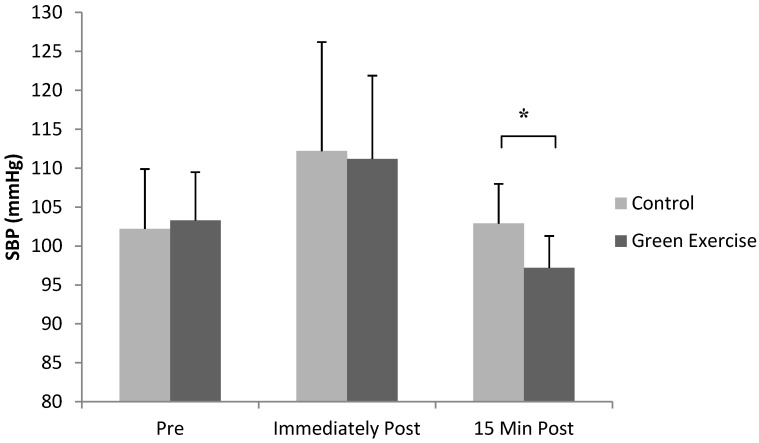 SBP (mmHg)
130
125
120
115
110
105
100
95
90
85
80
*
Control
Green Exercise
Pre
Immediately Post
15 Min Post